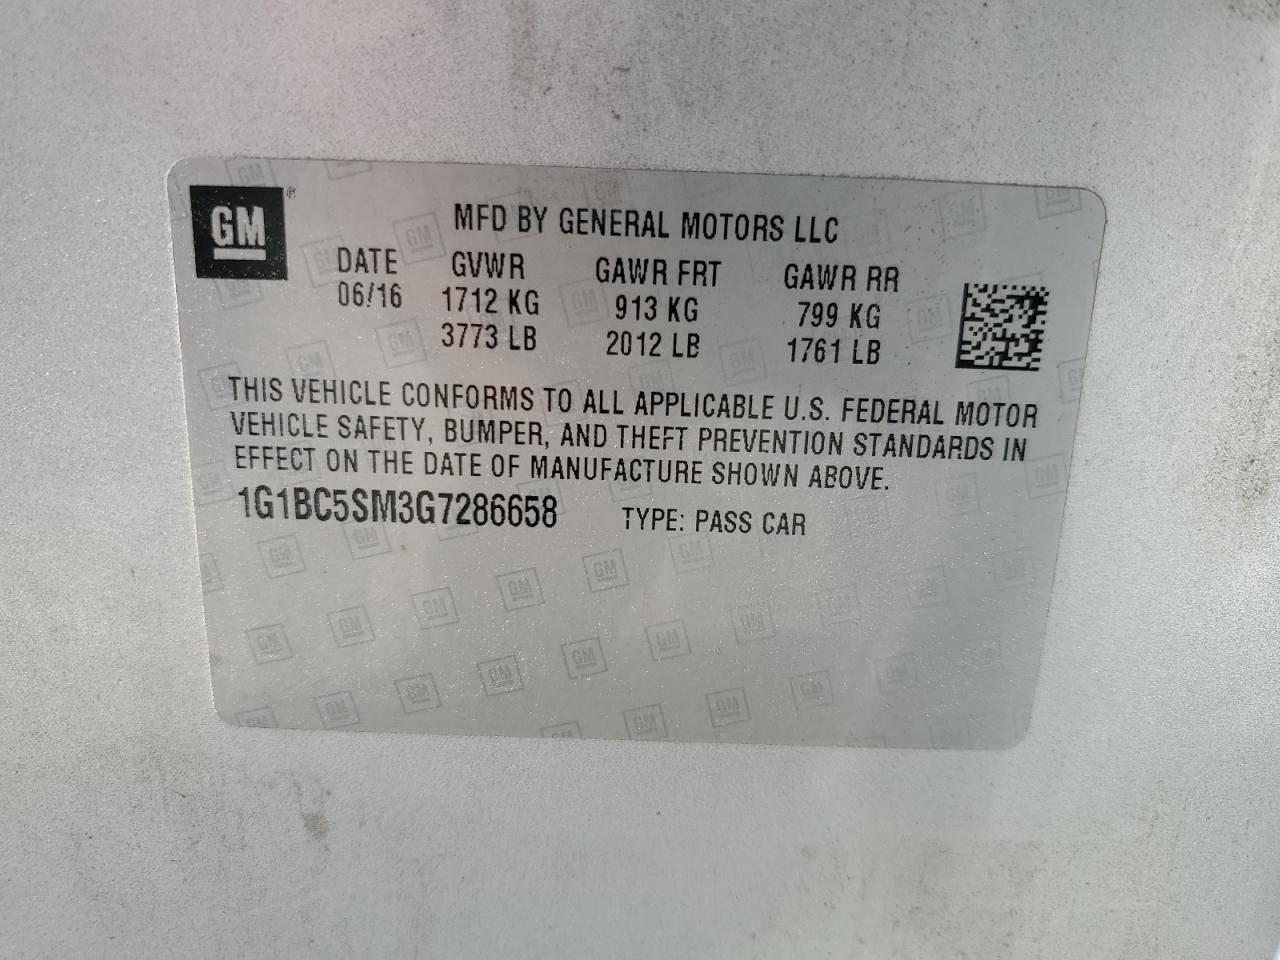 GM®
MFD BY GENERAL MOTORS LLC
DATE GVWR GAWR FRT GAWR RR
06/16 1712 KG 913 KG 799 KG
3773 LB 2012 LB 1761 LB
THIS VEHICLE CONFORMS TO ALL APPLICABLE U.S. FEDERAL MOTOR
VEHICLE SAFETY, BUMPER, AND THEFT PREVENTION STANDARDS IN
EFFECT ON THE DATE OF MANUFACTURE SHOWN ABOVE.
1G1BC5SM3G7286658 TYPE: PASS CAR